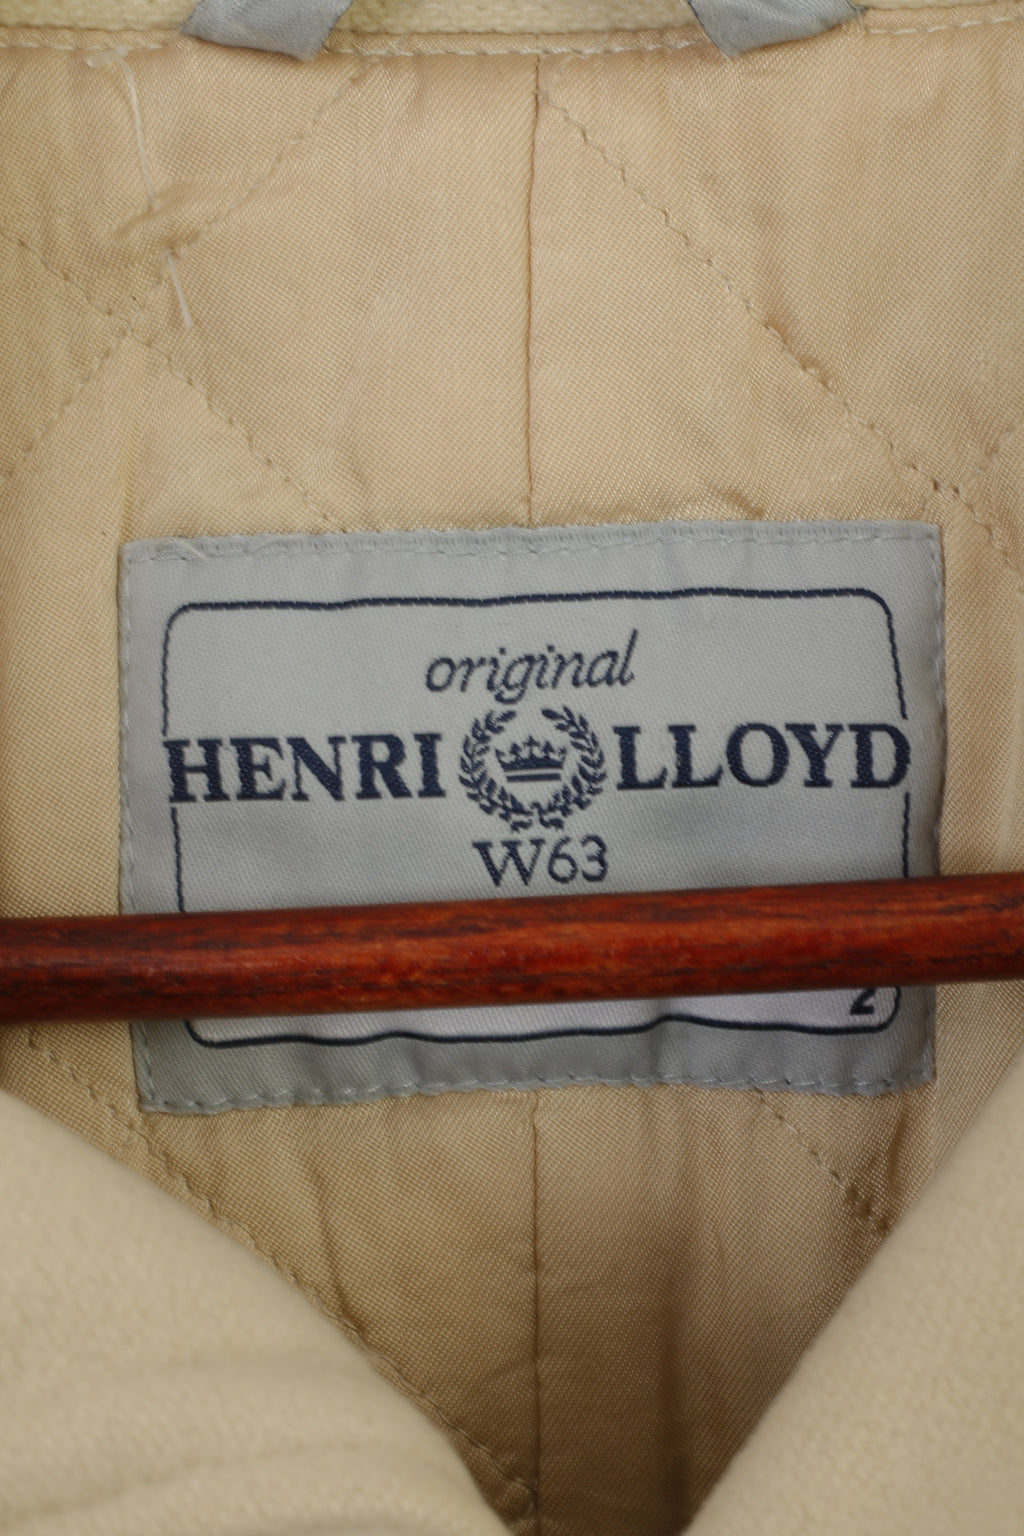 original
HENRI LLOYD
W63
2